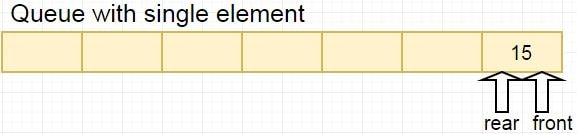 Queue with single element
15
rear front